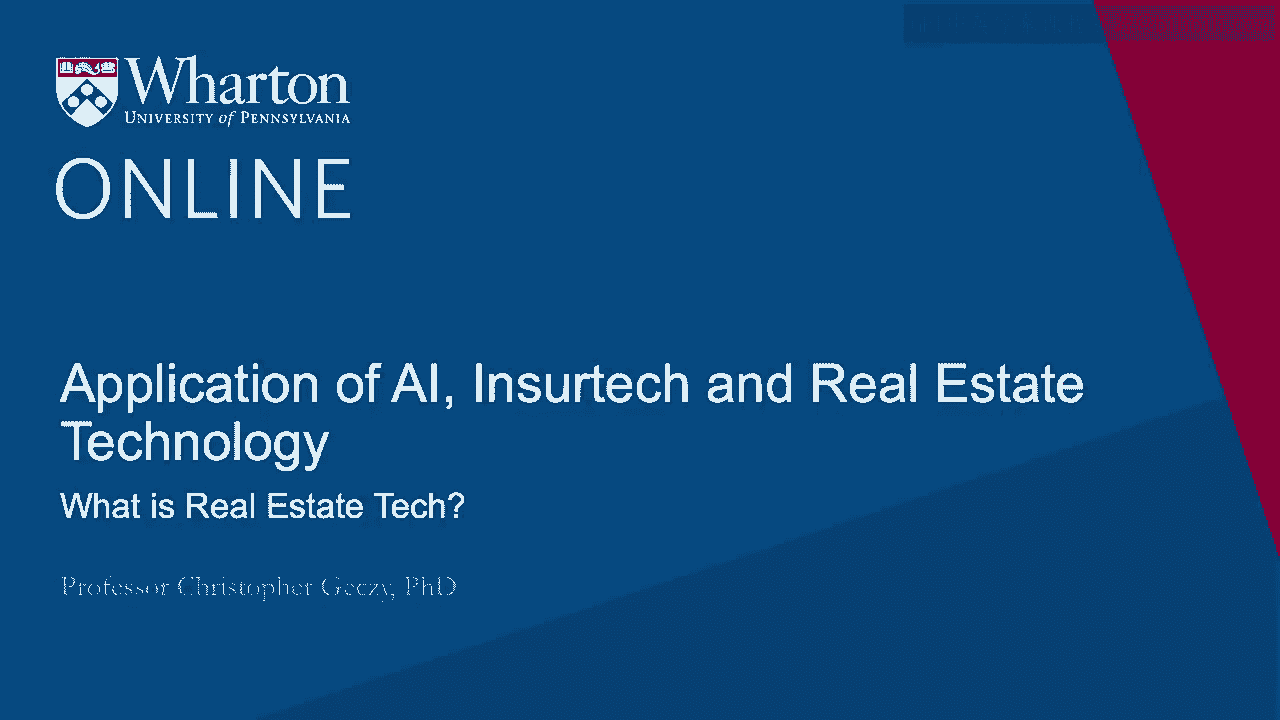 Wharton
UNIVERSITY of PENNSYLVANIA
ONLINE
Application of AI, Insurtech and Real Estate
Technology
What is Real Estate Tech?
Professor Christopher Geczy, PhD